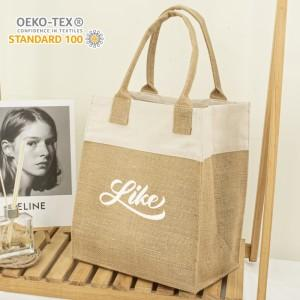 OEKO-TEX®
CONFIDENCE IN TEXTILES
STANDARD 100
Like
ELINE